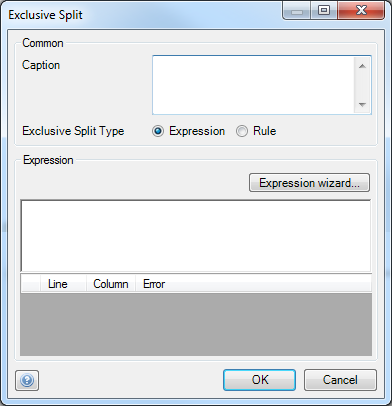 Exclusive Split
Common
Caption
Exclusive Split Type Expression Rule
Expression
Expression wizard...
Line Column Error
? OK Cancel